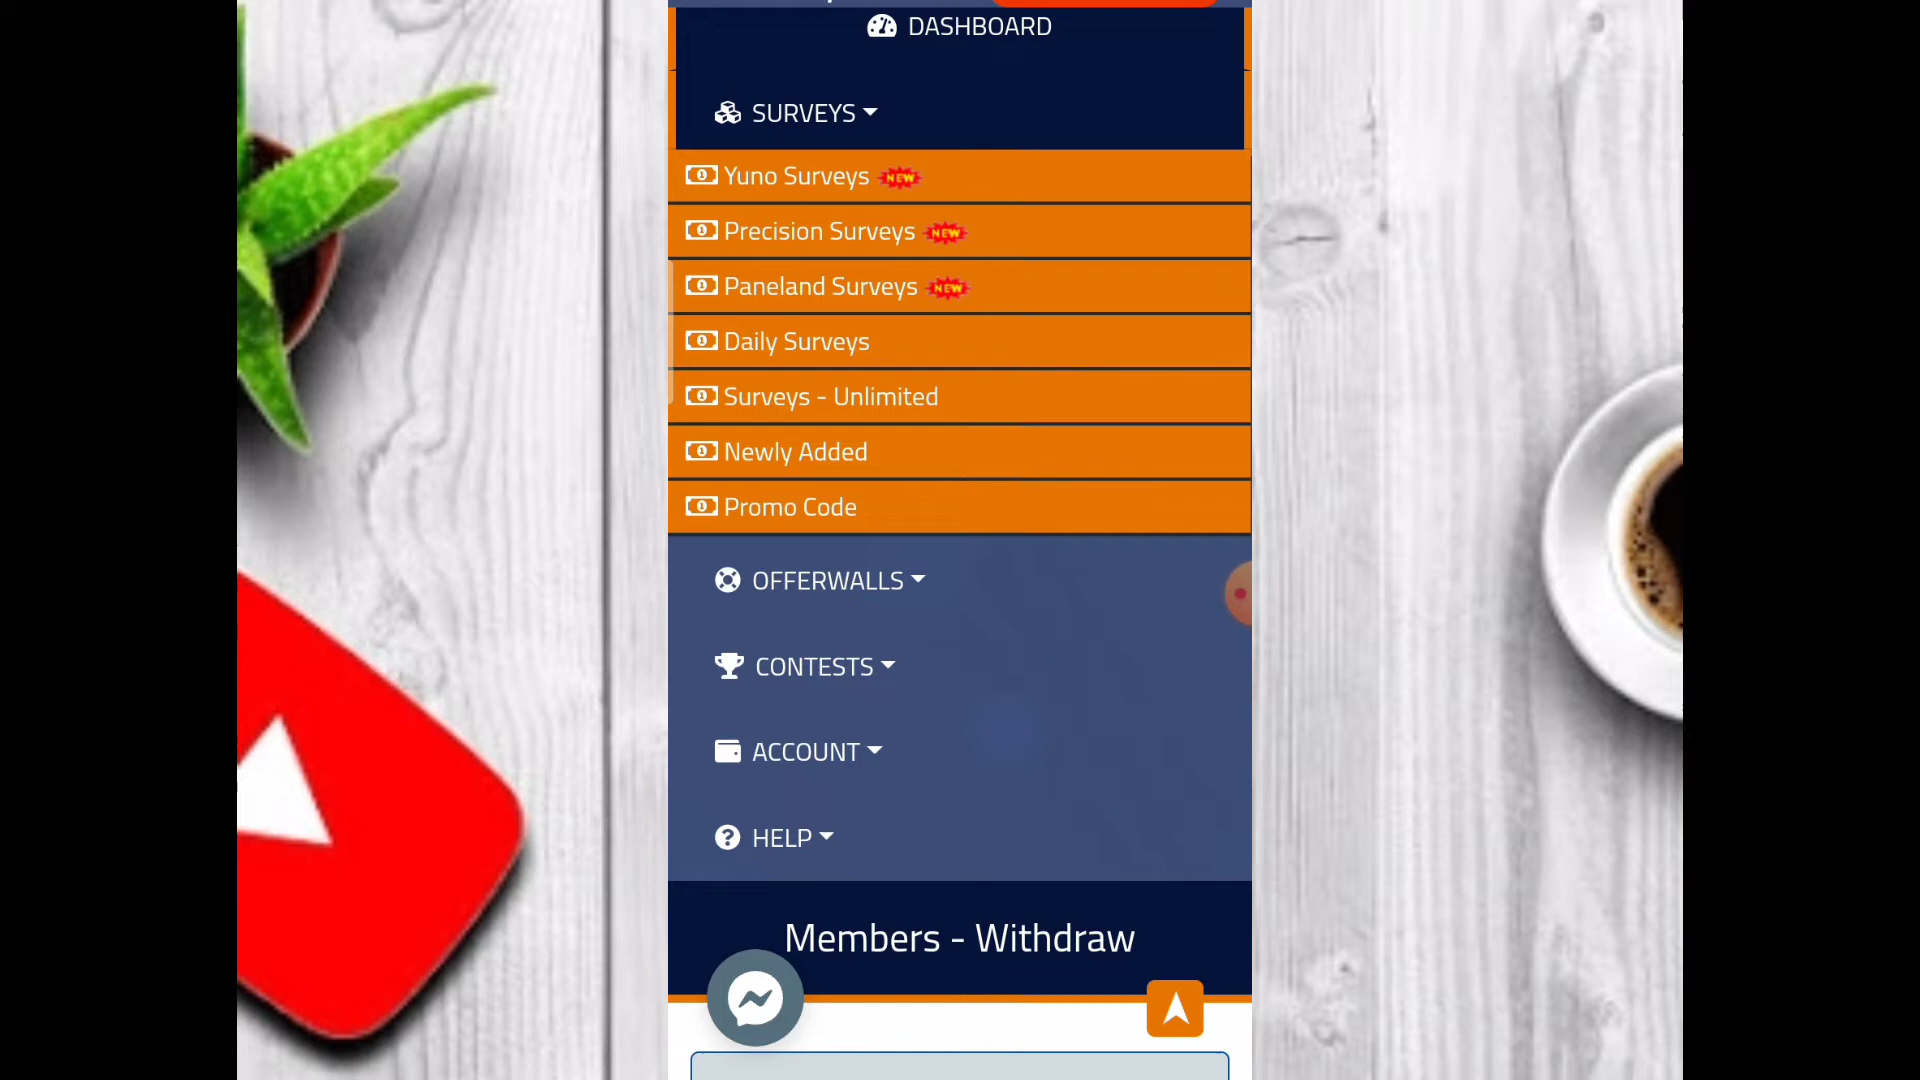 DASHBOARD
SURVEYS
Yuno Surveys NEW
Precision Surveys NEW
Paneland Surveys NEW
Daily Surveys
Surveys - Unlimited
Newly Added
Promo Code
OFFERWALLS
CONTESTS
ACCOUNT
HELP
Members - Withdraw